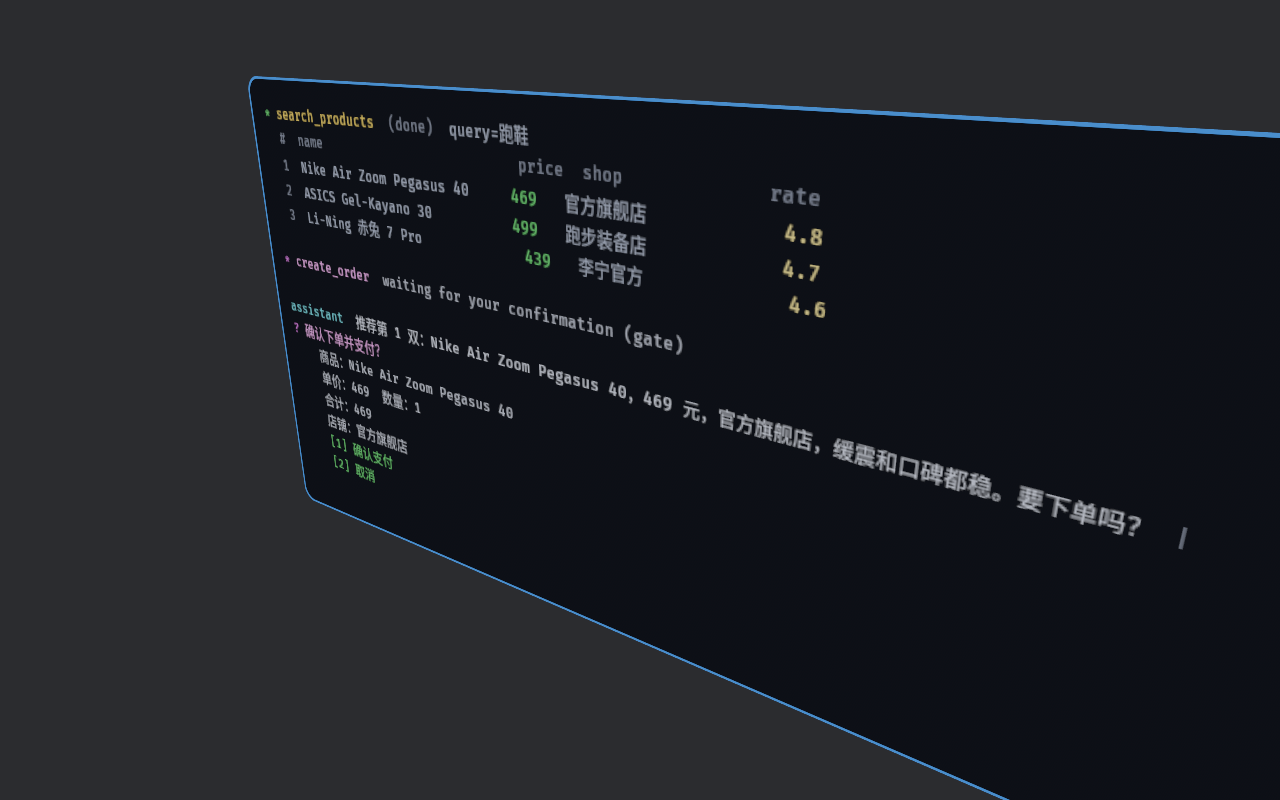 * search_products (done) query=跑鞋
# name price shop rate
1 Nike Air Zoom Pegasus 40 469 官方旗舰店 4.8
2 ASICS Gel-Kayano 30 499 跑步装备店 4.7
3 Li-Ning 赤兔 7 Pro 439 李宁官方 4.6
* create_order waiting for your confirmation (gate)
assistant 推荐第 1 双: Nike Air Zoom Pegasus 40, 469 元, 官方旗舰店, 缓震和口碑都稳。要下单吗?
? 确认下单并支付?
商品: Nike Air Zoom Pegasus 40
单价: 469 数量: 1
合计: 469
店铺: 官方旗舰店
[1] 确认支付
[2] 取消